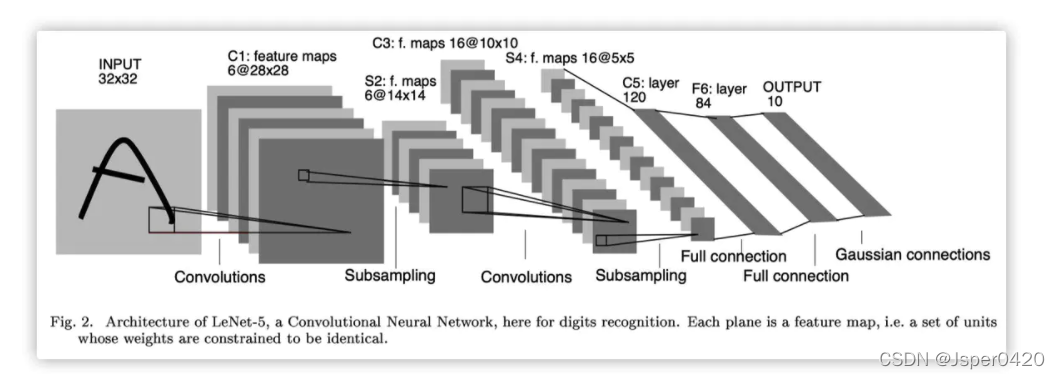 INPUT
32x32
C1: feature maps
6@28x28
S2: f. maps
6@14x14
C3: f. maps 16@10x10
S4: f. maps 16@5x5
C5: layer
120
F6: layer
84
OUTPUT
10
Convolutions
Subsampling
Convolutions
Subsampling
Full connection
Full connection
Gaussian connections
Fig. 2. Architecture of LeNet-5, a Convolutional Neural Network, here for digits recognition. Each plane is a feature map, i.e. a set of units
whose weights are constrained to be identical.
CSDN @Jsper0420